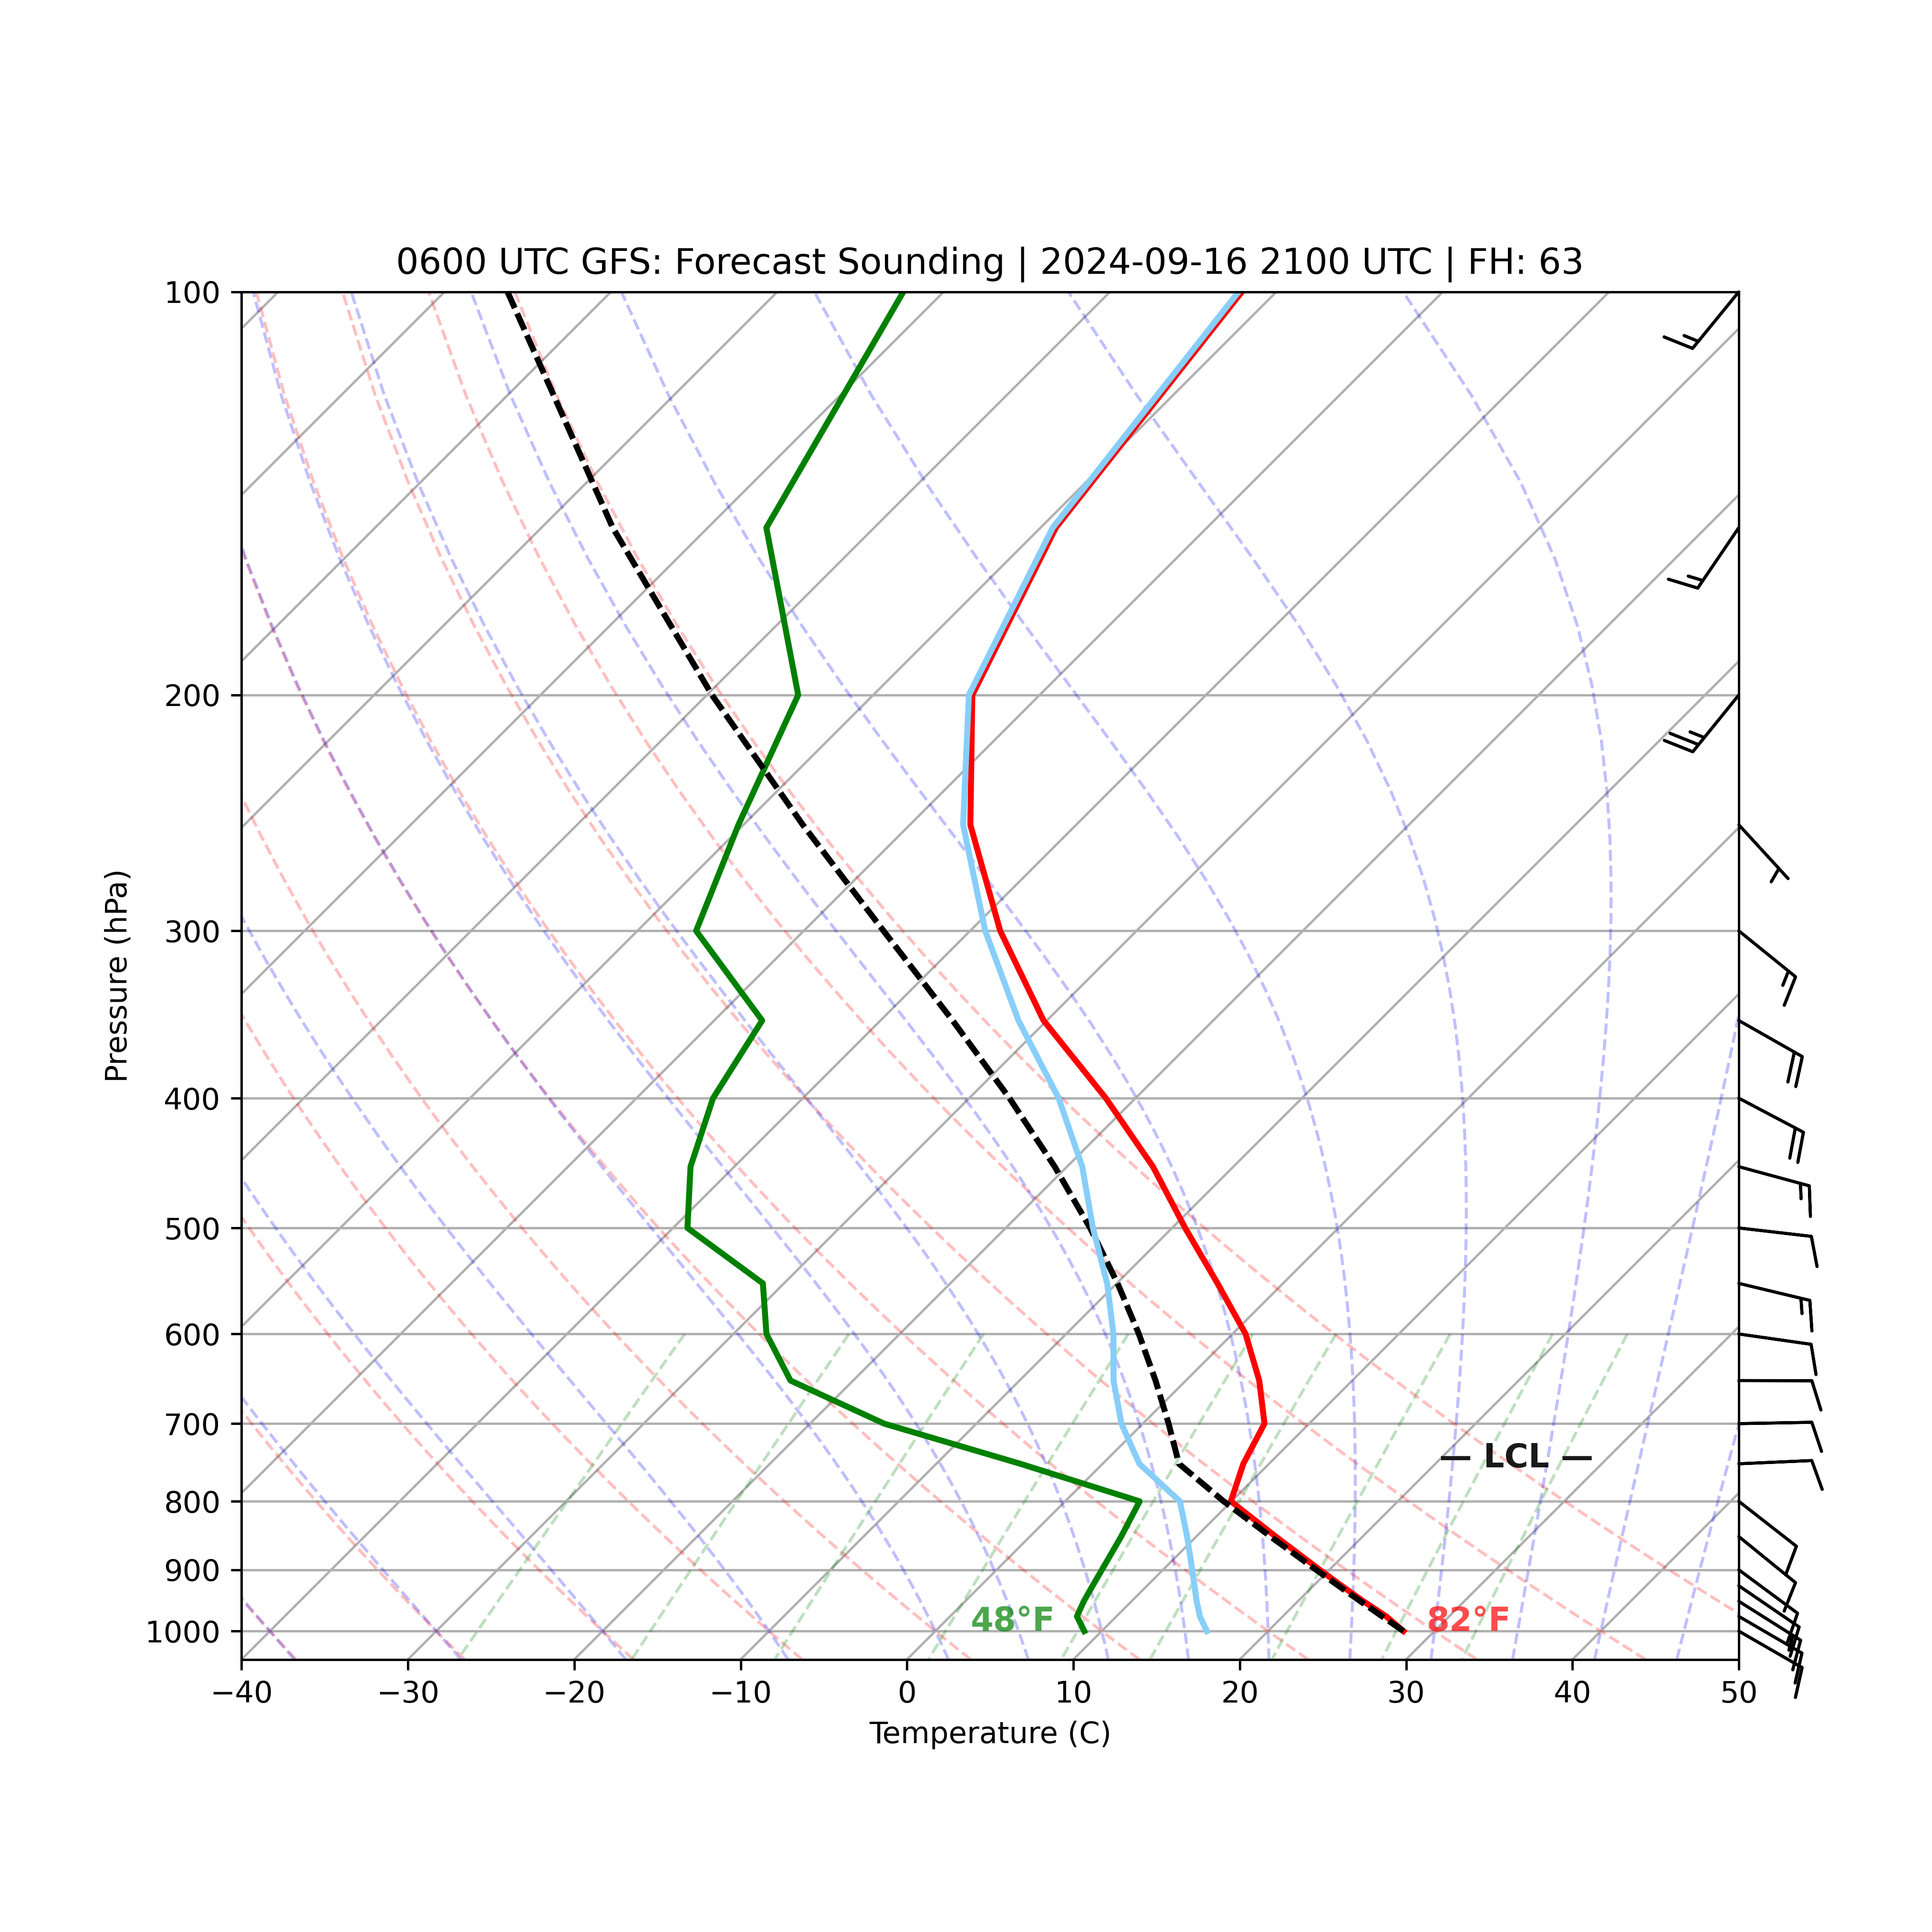 0600 UTC GFS: Forecast Sounding | 2024-09-16 2100 UTC | FH: 63
100
200
300
400
500
600
700
800
900
1000
Pressure (hPa)
— LCL —
48°F
82°F
−40 −30 −20 −10 0 10 20 30 40 50
Temperature (C)